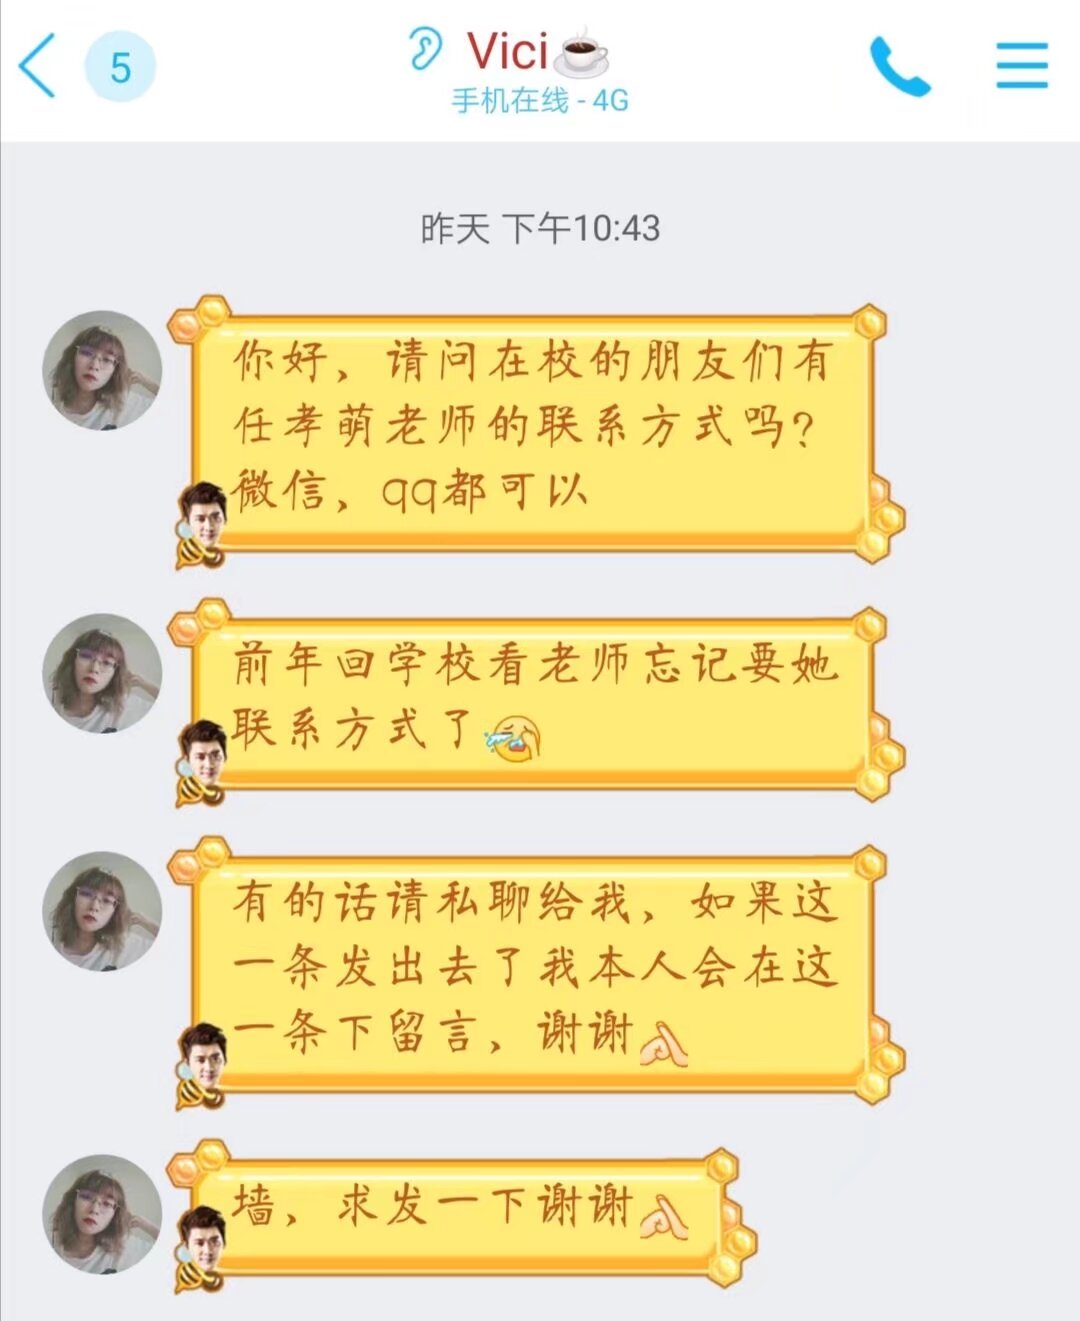 5
Vici
手机在线 - 4G
昨天 下午10:43
你好，请问在校的朋友们有
任孝萌老师的联系方式吗?
微信，qq都可以
前年回学校看老师忘记要她
联系方式了
有的话请私聊给我，如果这
一条发出去了我本人会在这
一条下留言，谢谢
墙，求发一下谢谢